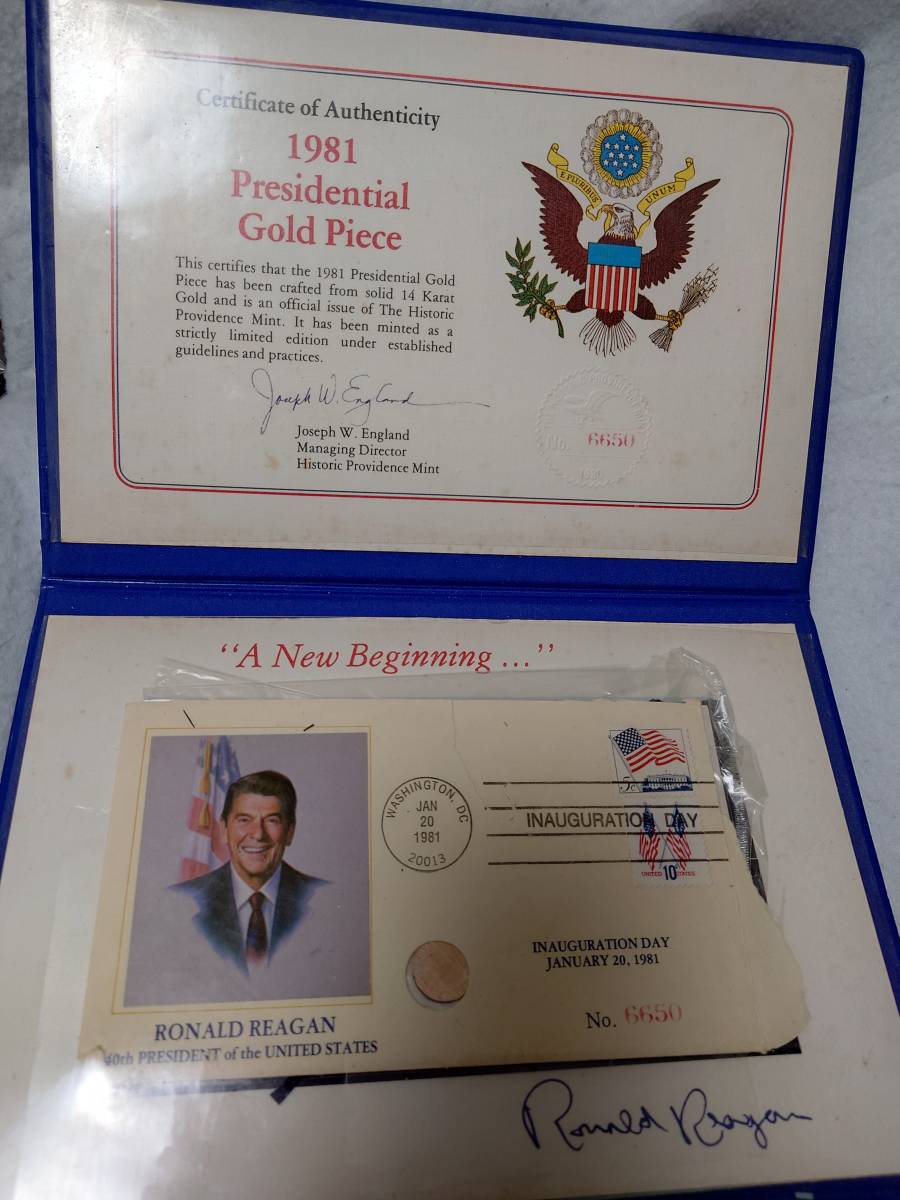 Certificate of Authenticity
1981
Presidential
Gold Piece
This certifies that the 1981 Presidential Gold
Piece has been crafted from solid 14 Karat
Gold and is an official issue of The Historic
Providence Mint. It has been minted as a
strictly limited edition under established
guidelines and practices.
E PLURIBUS UNUM
Joseph W. England
Joseph W. England
Managing Director
Historic Providence Mint
No. 6650
1980
“A New Beginning ...”
WASHINGTON, DC
JAN
20
1981
20013
5c
INAUGURATION DAY
UNITED 10c STATES
INAUGURATION DAY
JANUARY 20, 1981
No. 6650
RONALD REAGAN
40th PRESIDENT of the UNITED STATES
Ronald Reagan